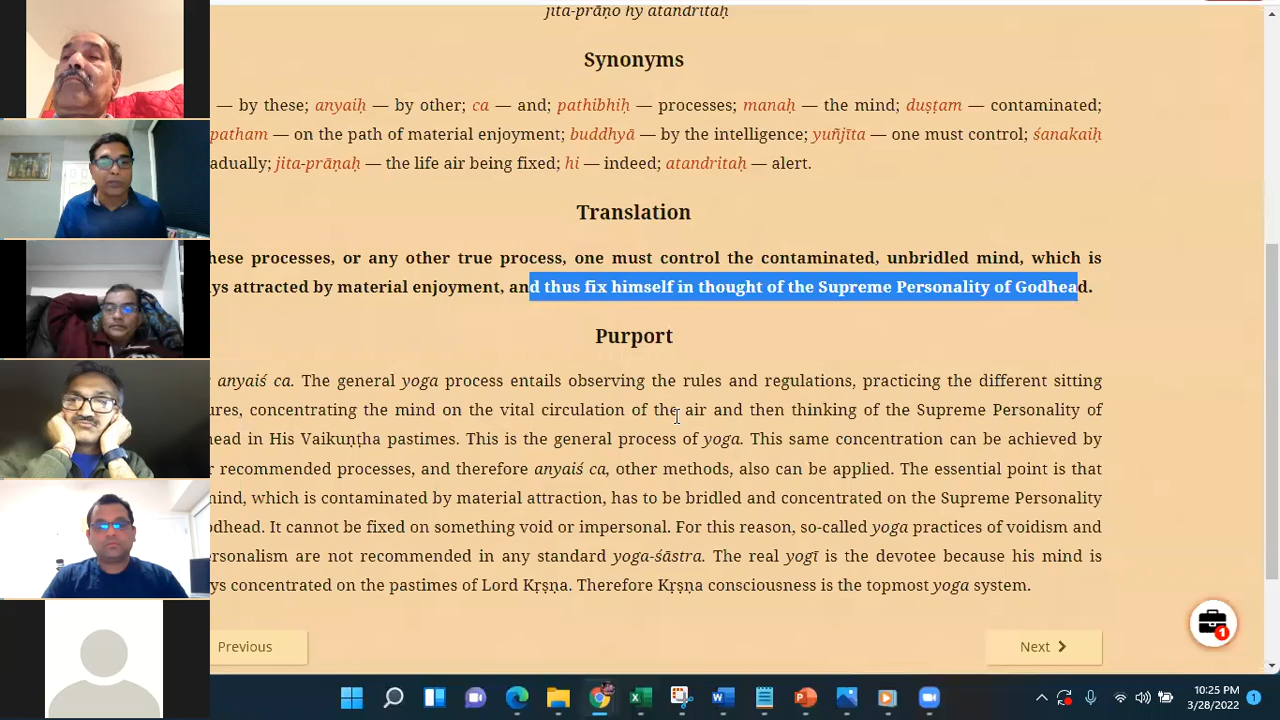 jita-prāṇo hy atandritaḥ
Synonyms
— by these; anyaiḥ — by other; ca — and; pathibhiḥ — processes; manaḥ — the mind; duṣṭam — contaminated;
patham — on the path of material enjoyment; buddhyā — by the intelligence; yuñjīta — one must control; śanakaiḥ
adually; jita-prāṇaḥ — the life air being fixed; hi — indeed; atandritaḥ — alert.
Translation
hese processes, or any other true process, one must control the contaminated, unbridled mind, which is
ys attracted by material enjoyment, and thus fix himself in thought of the Supreme Personality of Godhead.
Purport
anyaiś ca. The general yoga process entails observing the rules and regulations, practicing the different sitting
ures, concentrating the mind on the vital circulation of the air and then thinking of the Supreme Personality of
head in His Vaikuṇṭha pastimes. This is the general process of yoga. This same concentration can be achieved by
r recommended processes, and therefore anyaiś ca, other methods, also can be applied. The essential point is that
mind, which is contaminated by material attraction, has to be bridled and concentrated on the Supreme Personality
odhead. It cannot be fixed on something void or impersonal. For this reason, so-called yoga practices of voidism and
ersonalism are not recommended in any standard yoga-śāstra. The real yogī is the devotee because his mind is
ys concentrated on the pastimes of Lord Kṛṣṇa. Therefore Kṛṣṇa consciousness is the topmost yoga system.
Previous
Next
1
10:25 PM
3/28/2022
1